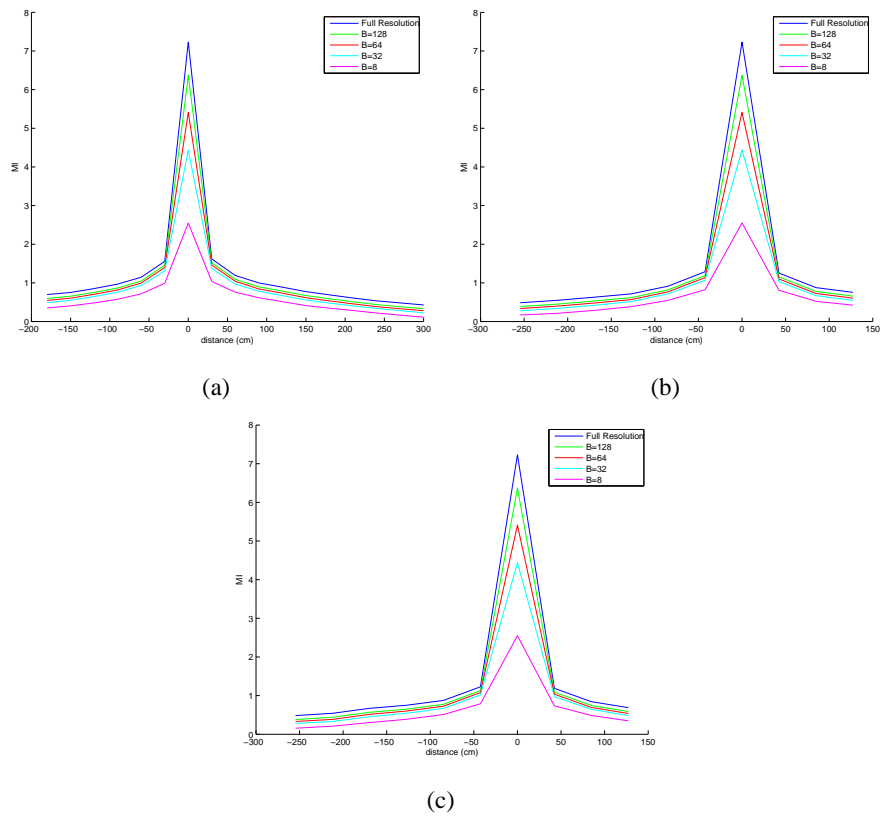 8
7
6
5
4
3
2
1
0
MI
−200 −150 −100 −50 0 50 100 150 200 250 300
distance (cm)
Full Resolution
B=128
B=64
B=32
B=8
(a)
8
7
6
5
4
3
2
1
0
MI
−300 −250 −200 −150 −100 −50 0 50 100 150
distance (cm)
Full Resolution
B=128
B=64
B=32
B=8
(b)
8
7
6
5
4
3
2
1
0
MI
−300 −250 −200 −150 −100 −50 0 50 100 150
distance (cm)
Full Resolution
B=128
B=64
B=32
B=8
(c)